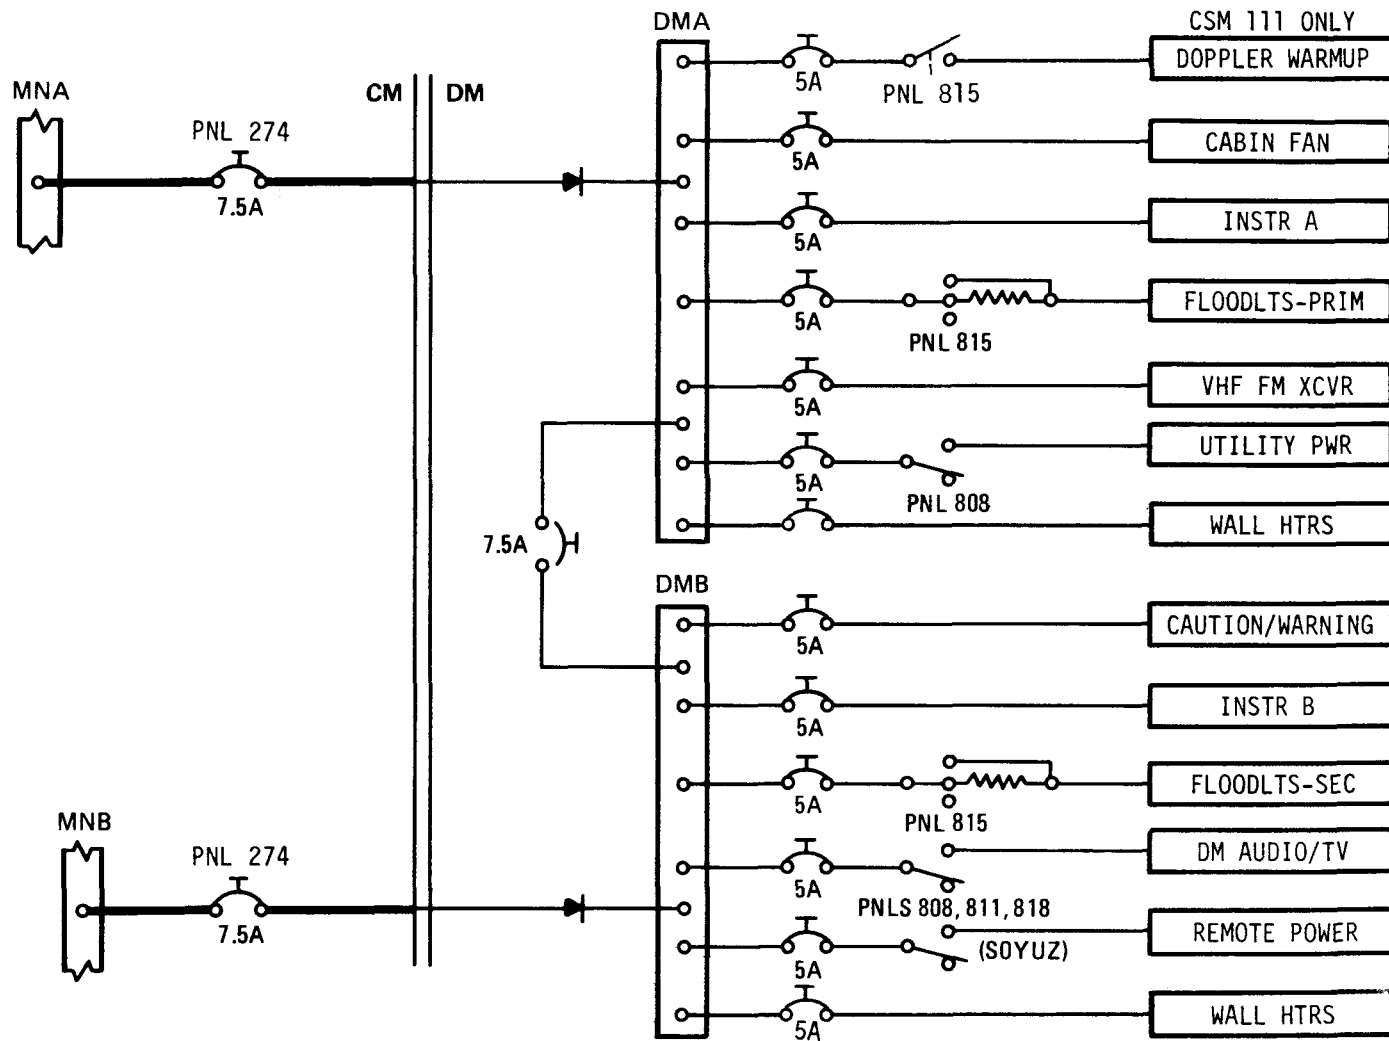 DMA
CSM 111 ONLY
5A
PNL 815
DOPPLER WARMUP
MNA
CM
DM
PNL 274
7.5A
5A
CABIN FAN
5A
INSTR A
5A
PNL 815
FLOODLTS-PRIM
5A
VHF FM XCVR
5A
PNL 808
UTILITY PWR
7.5A
WALL HTRS
DMB
5A
CAUTION/WARNING
5A
INSTR B
5A
PNL 815
FLOODLTS-SEC
MNB
PNL 274
7.5A
5A
PNLS 808, 811, 818
DM AUDIO/TV
5A
(SOYUZ)
REMOTE POWER
5A
WALL HTRS